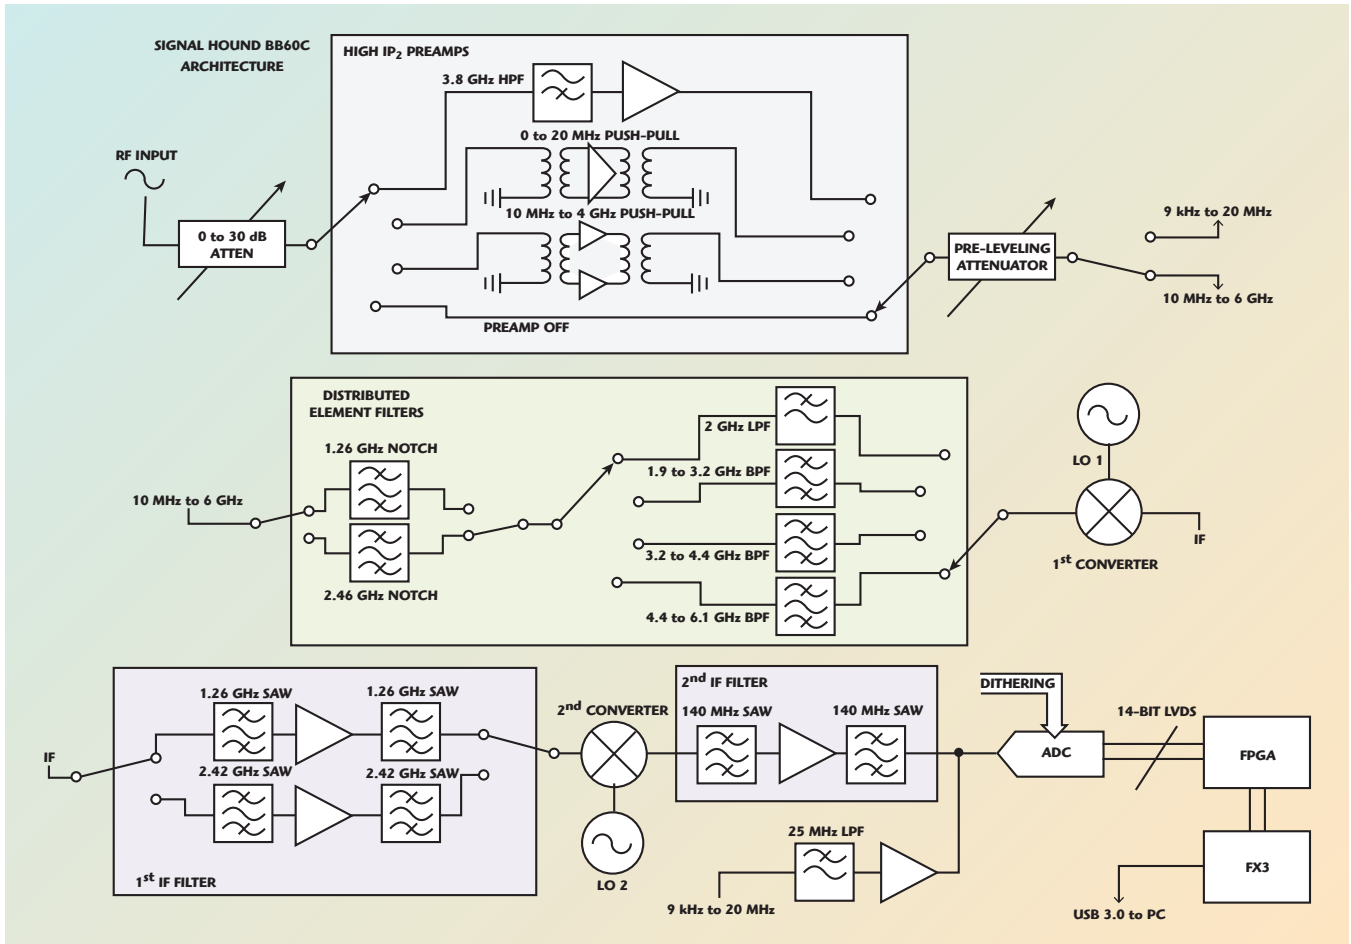 SIGNAL HOUND BB60C
ARCHITECTURE
HIGH IP2 PREAMPS
3.8 GHz HPF
0 to 20 MHz PUSH-PULL
RF INPUT
10 MHz to 4 GHz PUSH-PULL
0 to 30 dB
ATTEN
PREAMP OFF
PRE-LEVELING
ATTENUATOR
9 kHz to 20 MHz
10 MHz to 6 GHz
DISTRIBUTED
ELEMENT FILTERS
1.26 GHz NOTCH
10 MHz to 6 GHz
2.46 GHz NOTCH
2 GHz LPF
1.9 to 3.2 GHz BPF
3.2 to 4.4 GHz BPF
4.4 to 6.1 GHz BPF
LO 1
1st CONVERTER
IF
IF
1.26 GHz SAW
1.26 GHz SAW
2.42 GHz SAW
2.42 GHz SAW
1st IF FILTER
2nd CONVERTER
LO 2
2nd IF FILTER
140 MHz SAW
140 MHz SAW
25 MHz LPF
9 kHz to 20 MHz
DITHERING
ADC
14-BIT LVDS
FPGA
FX3
USB 3.0 to PC